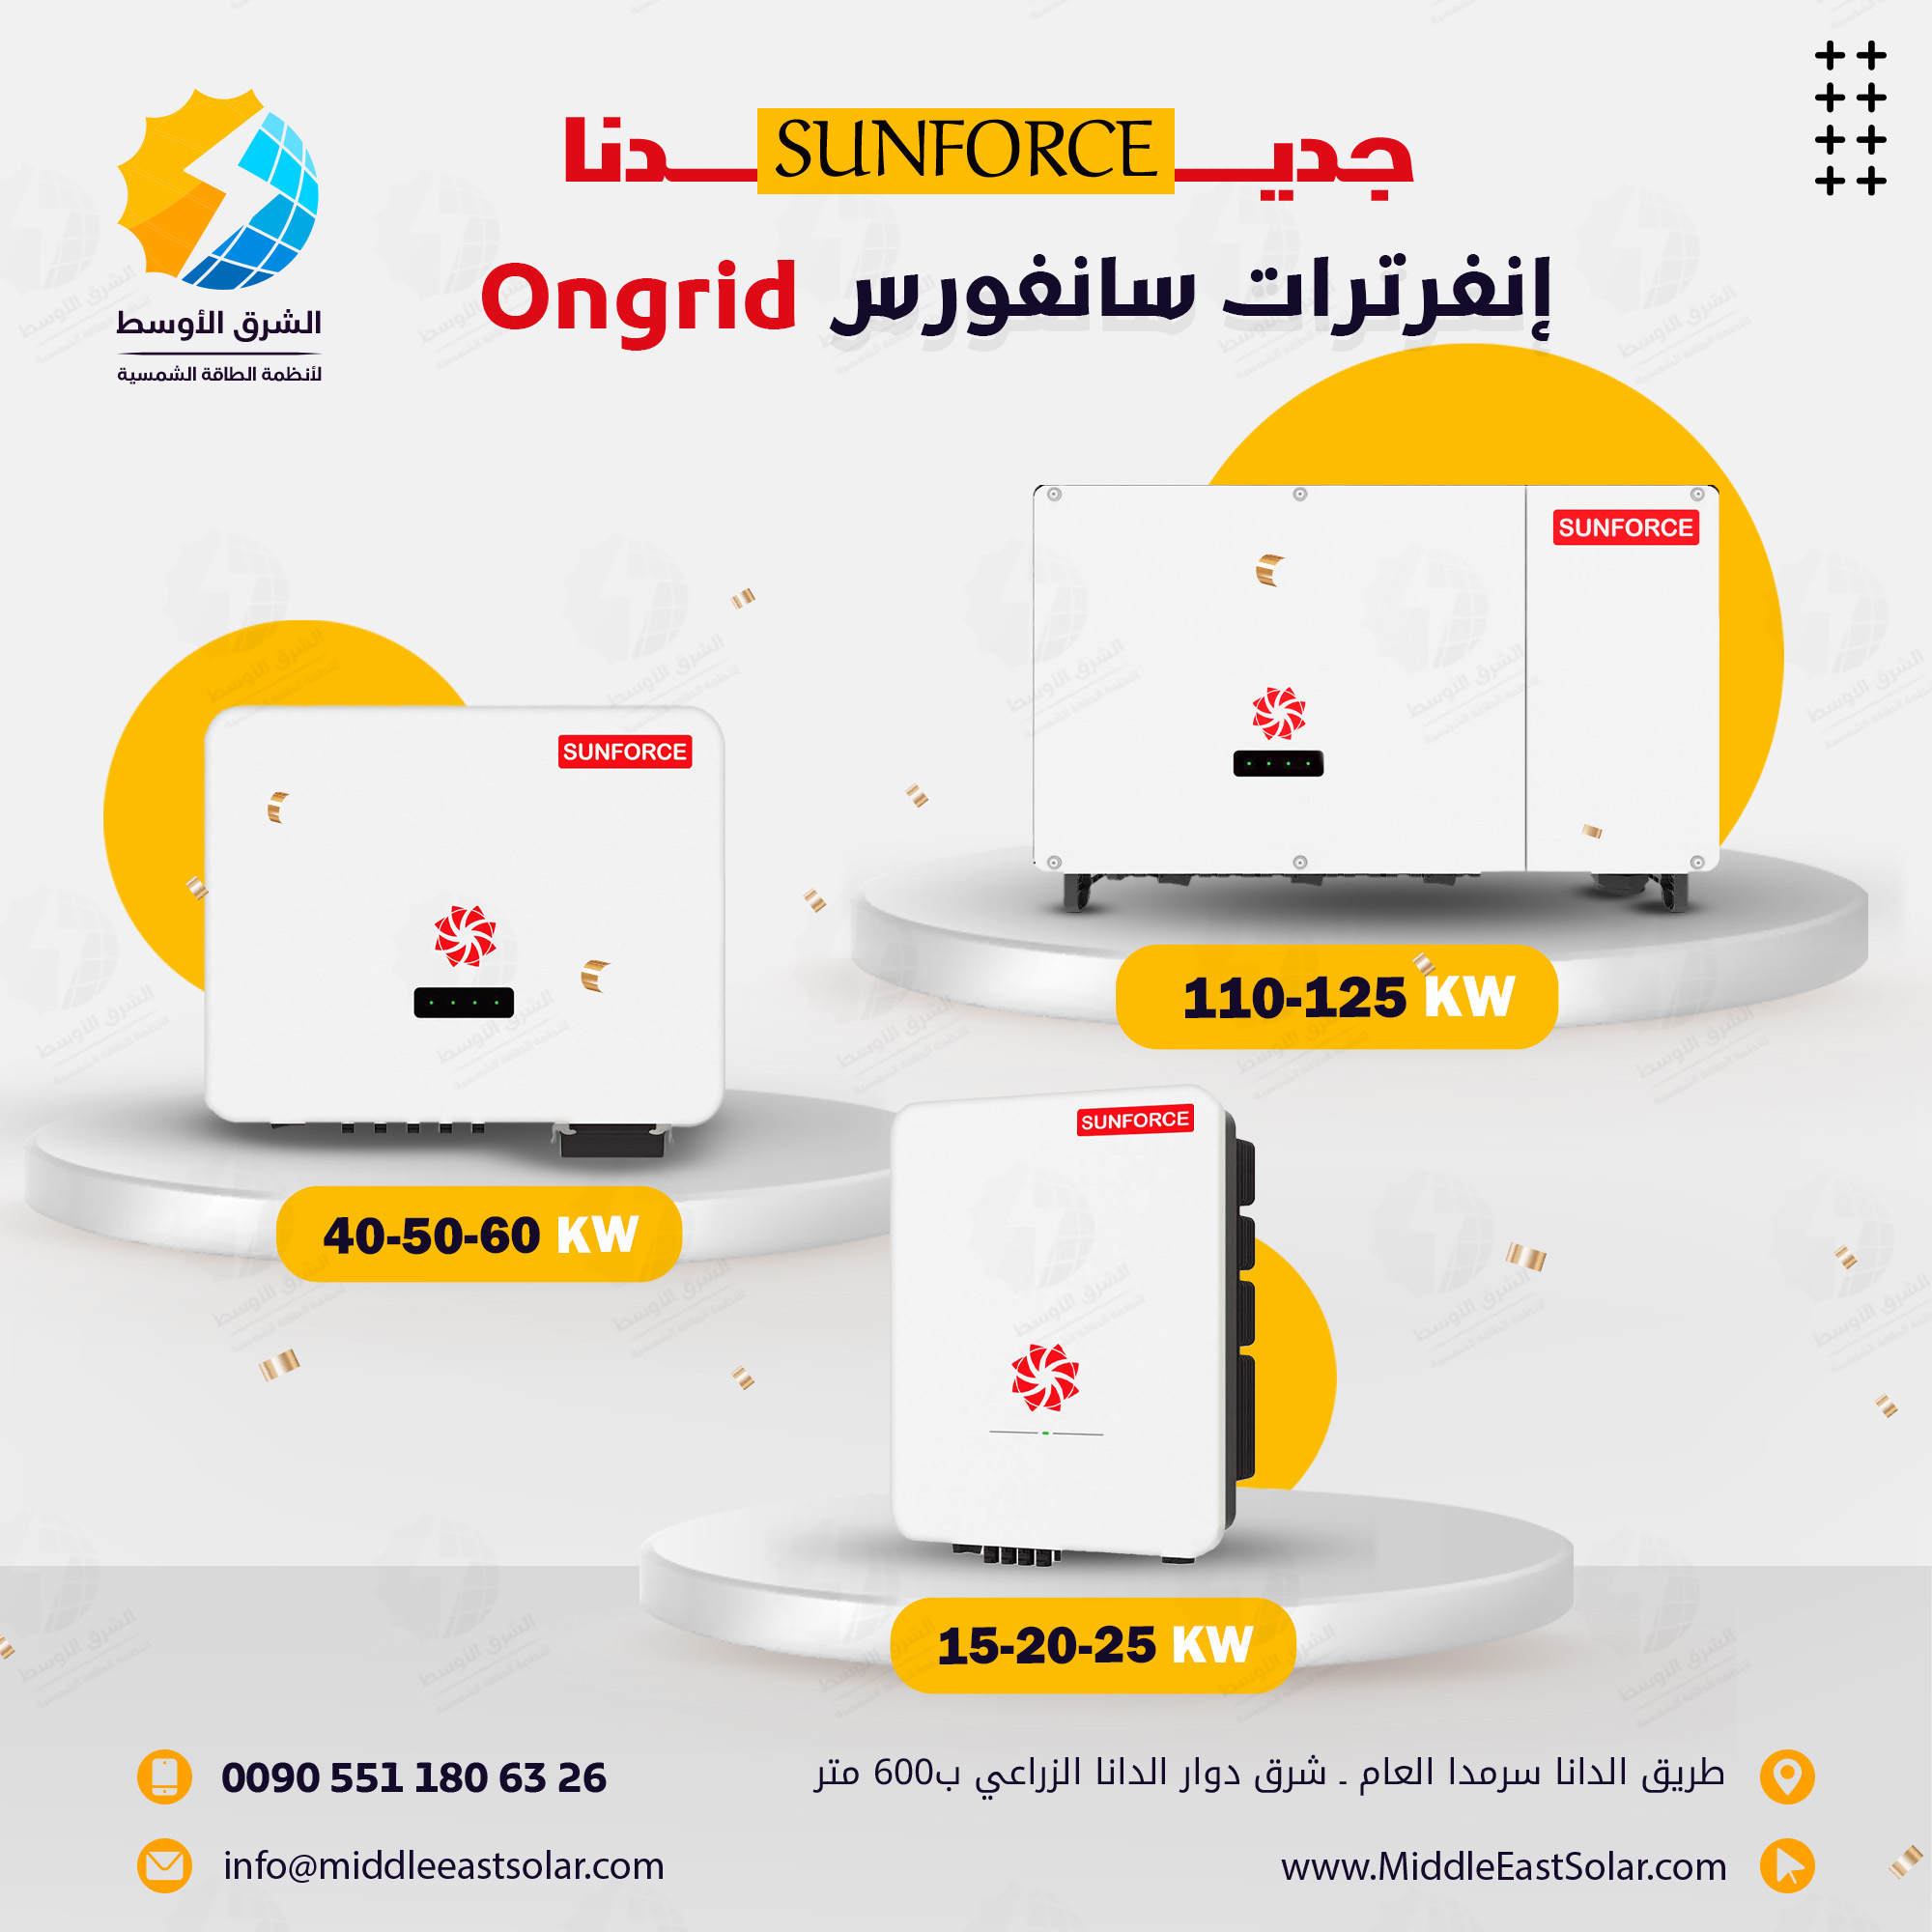 جديــــدنا
SUNFORCE
إنفرترات سانفورس Ongrid
الشرق الأوسط
لأنظمة الطاقة الشمسية
SUNFORCE
110-125 KW
SUNFORCE
40-50-60 KW
SUNFORCE
15-20-25 KW
طريق الدانا سرمدا العام - شرق دوار الدانا الزراعي ب600 متر
0090 551 180 63 26
www.MiddleEastSolar.com
info@middleeastsolar.com